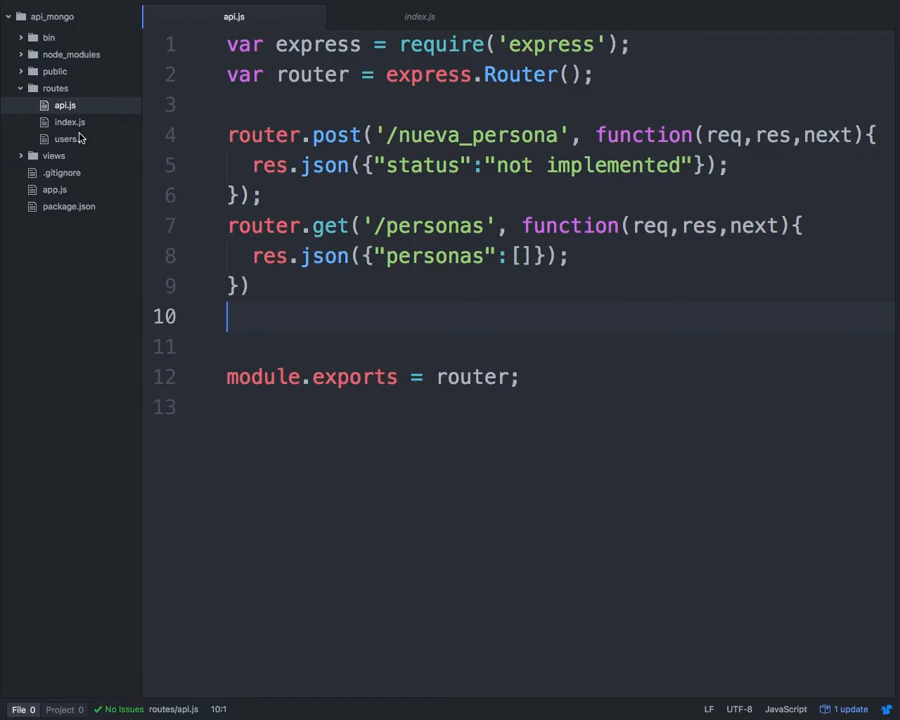 api_mongo
bin
node_modules
public
routes
api.js
index.js
users
views
.gitignore
app.js
package.json
api.js
index.js
1 var express = require('express');
2 var router = express.Router();
3
4 router.post('/nueva_persona', function(req,res,next){
5   res.json({"status":"not implemented"});
6 });
7 router.get('/personas', function(req,res,next){
8   res.json({"personas":[]});
9 })
10
11
12 module.exports = router;
13
File 0 Project 0 No Issues routes/api.js 10:1 LF UTF-8 JavaScript 1 update